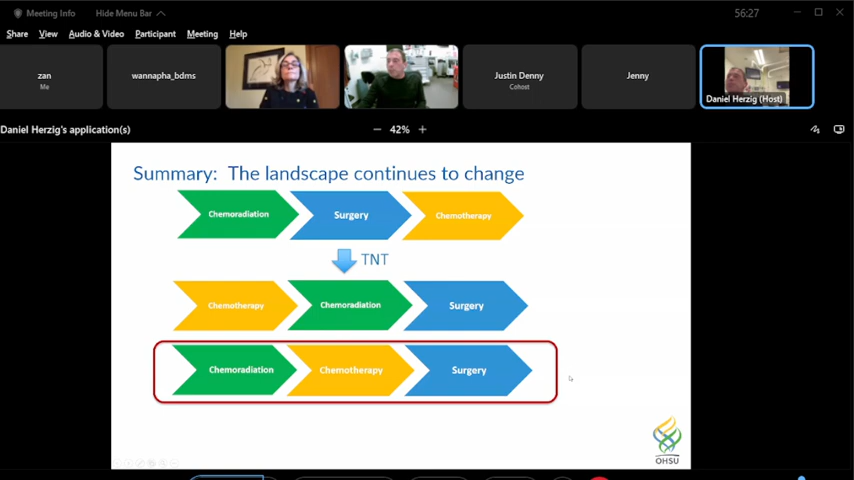 Meeting Info Hide Menu Bar 56:27
Share View Audio & Video Participant Meeting Help
zan
Me
wannapha_bdms
Justin Denny
Cohost
Jenny
Daniel Herzig (Host)
Daniel Herzig's application(s) 42%
Summary: The landscape continues to change
Chemoradiation Surgery Chemotherapy
TNT
Chemotherapy Chemoradiation Surgery
Chemoradiation Chemotherapy Surgery
OHSU